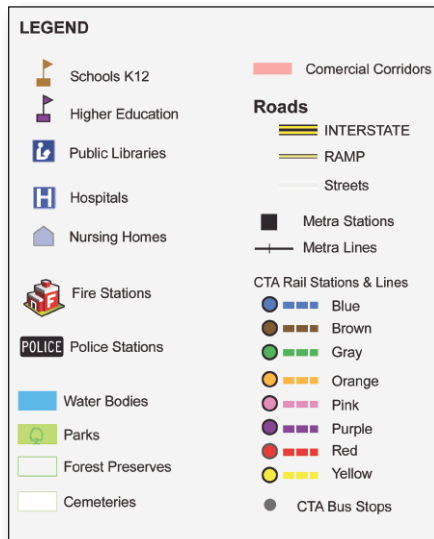 LEGEND
Schools K12
Higher Education
Public Libraries
H
Hospitals
Nursing Homes
F
Fire Stations
POLICE
Police Stations
Water Bodies
Parks
Forest Preserves
Cemeteries
Comercial Corridors
Roads
INTERSTATE
RAMP
Streets
Metra Stations
Metra Lines
CTA Rail Stations & Lines
Blue
Brown
Gray
Orange
Pink
Purple
Red
Yellow
CTA Bus Stops